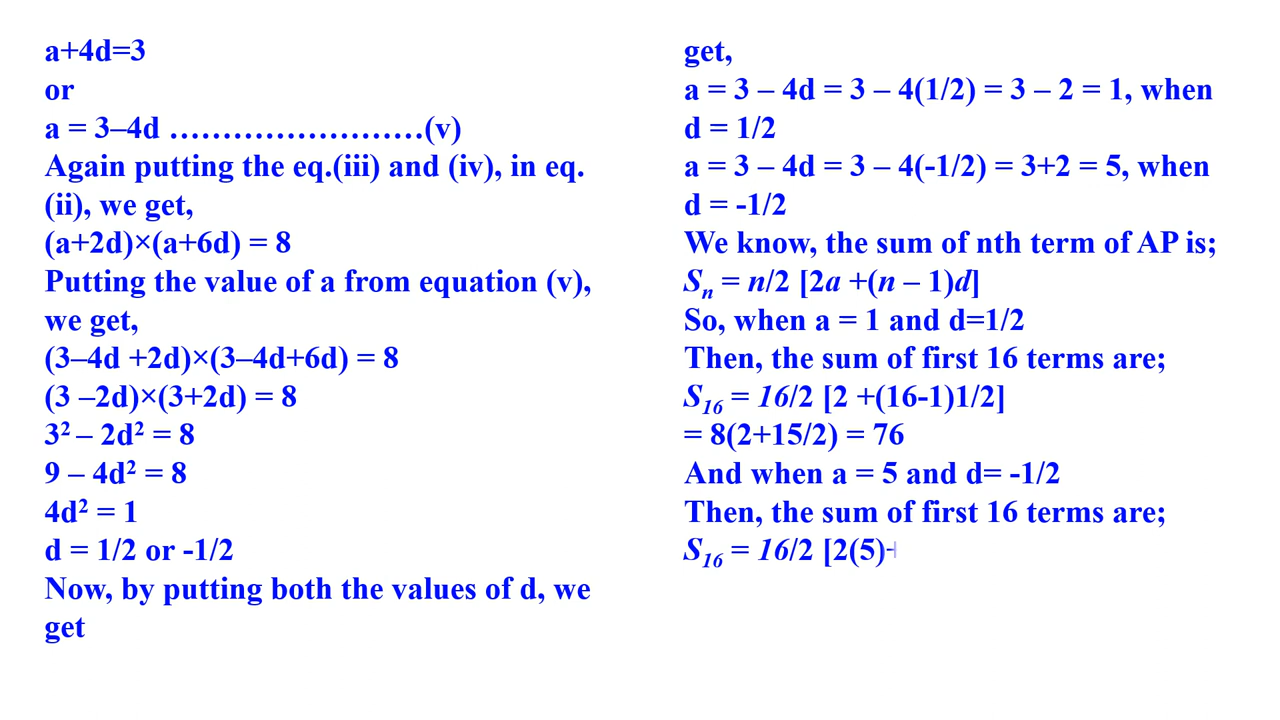 a+4d=3
or
a = 3–4d ……………………(v)
Again putting the eq.(iii) and (iv), in eq.
(ii), we get,
(a+2d)×(a+6d) = 8
Putting the value of a from equation (v),
we get,
(3–4d +2d)×(3–4d+6d) = 8
(3 –2d)×(3+2d) = 8
3² – 2d² = 8
9 – 4d² = 8
4d² = 1
d = 1/2 or -1/2
Now, by putting both the values of d, we
get
get,
a = 3 – 4d = 3 – 4(1/2) = 3 – 2 = 1, when
d = 1/2
a = 3 – 4d = 3 – 4(-1/2) = 3+2 = 5, when
d = -1/2
We know, the sum of nth term of AP is;
Sₙ = n/2 [2a +(n – 1)d]
So, when a = 1 and d=1/2
Then, the sum of first 16 terms are;
S₁₆ = 16/2 [2 +(16-1)1/2]
= 8(2+15/2) = 76
And when a = 5 and d= -1/2
Then, the sum of first 16 terms are;
S₁₆ = 16/2 [2(5)